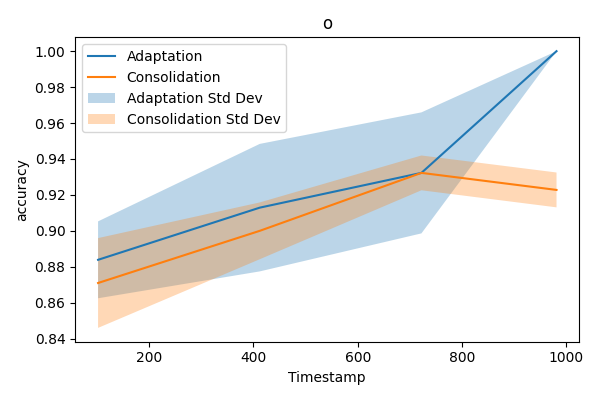 o
Adaptation
Consolidation
Adaptation Std Dev
Consolidation Std Dev
accuracy
1.00
0.98
0.96
0.94
0.92
0.90
0.88
0.86
0.84
200 400 600 800 1000
Timestamp